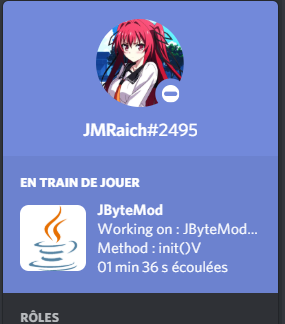 JMRaich#2495
EN TRAIN DE JOUER
JByteMod
Working on : JByteMod...
Method : init()V
01 min 36 s écoulées
RÔLES